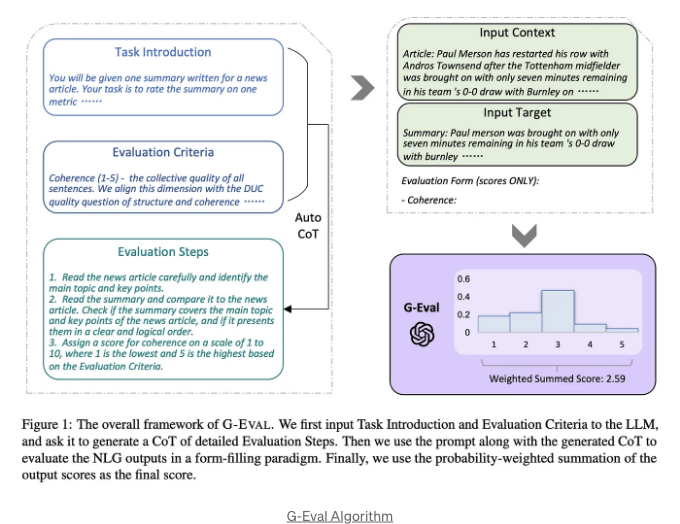 Task Introduction
You will be given one summary written for a news
article. Your task is to rate the summary on one
metric ······
Evaluation Criteria
Coherence (1-5) - the collective quality of all
sentences. We align this dimension with the DUC
quality question of structure and coherence ······
Auto
CoT
Evaluation Steps
1. Read the news article carefully and identify the
main topic and key points.
2. Read the summary and compare it to the news
article. Check if the summary covers the main topic
and key points of the news article, and if it presents
them in a clear and logical order.
3. Assign a score for coherence on a scale of 1 to
10, where 1 is the lowest and 5 is the highest based
on the Evaluation Criteria.
Input Context
Article: Paul Merson has restarted his row with
Andros Townsend after the Tottenham midfielder
was brought on with only seven minutes remaining
in his team 's 0-0 draw with Burnley on ······
Input Target
Summary: Paul merson was brought on with only
seven minutes remaining in his team 's 0-0 draw
with burnley ······
Evaluation Form (scores ONLY):
- Coherence:
G-Eval
0.6
0.4
0.2
0
1 2 3 4 5
Weighted Summed Score: 2.59
Figure 1: The overall framework of G-EVAL. We first input Task Introduction and Evaluation Criteria to the LLM,
and ask it to generate a CoT of detailed Evaluation Steps. Then we use the prompt along with the generated CoT to
evaluate the NLG outputs in a form-filling paradigm. Finally, we use the probability-weighted summation of the
output scores as the final score.
G-Eval Algorithm